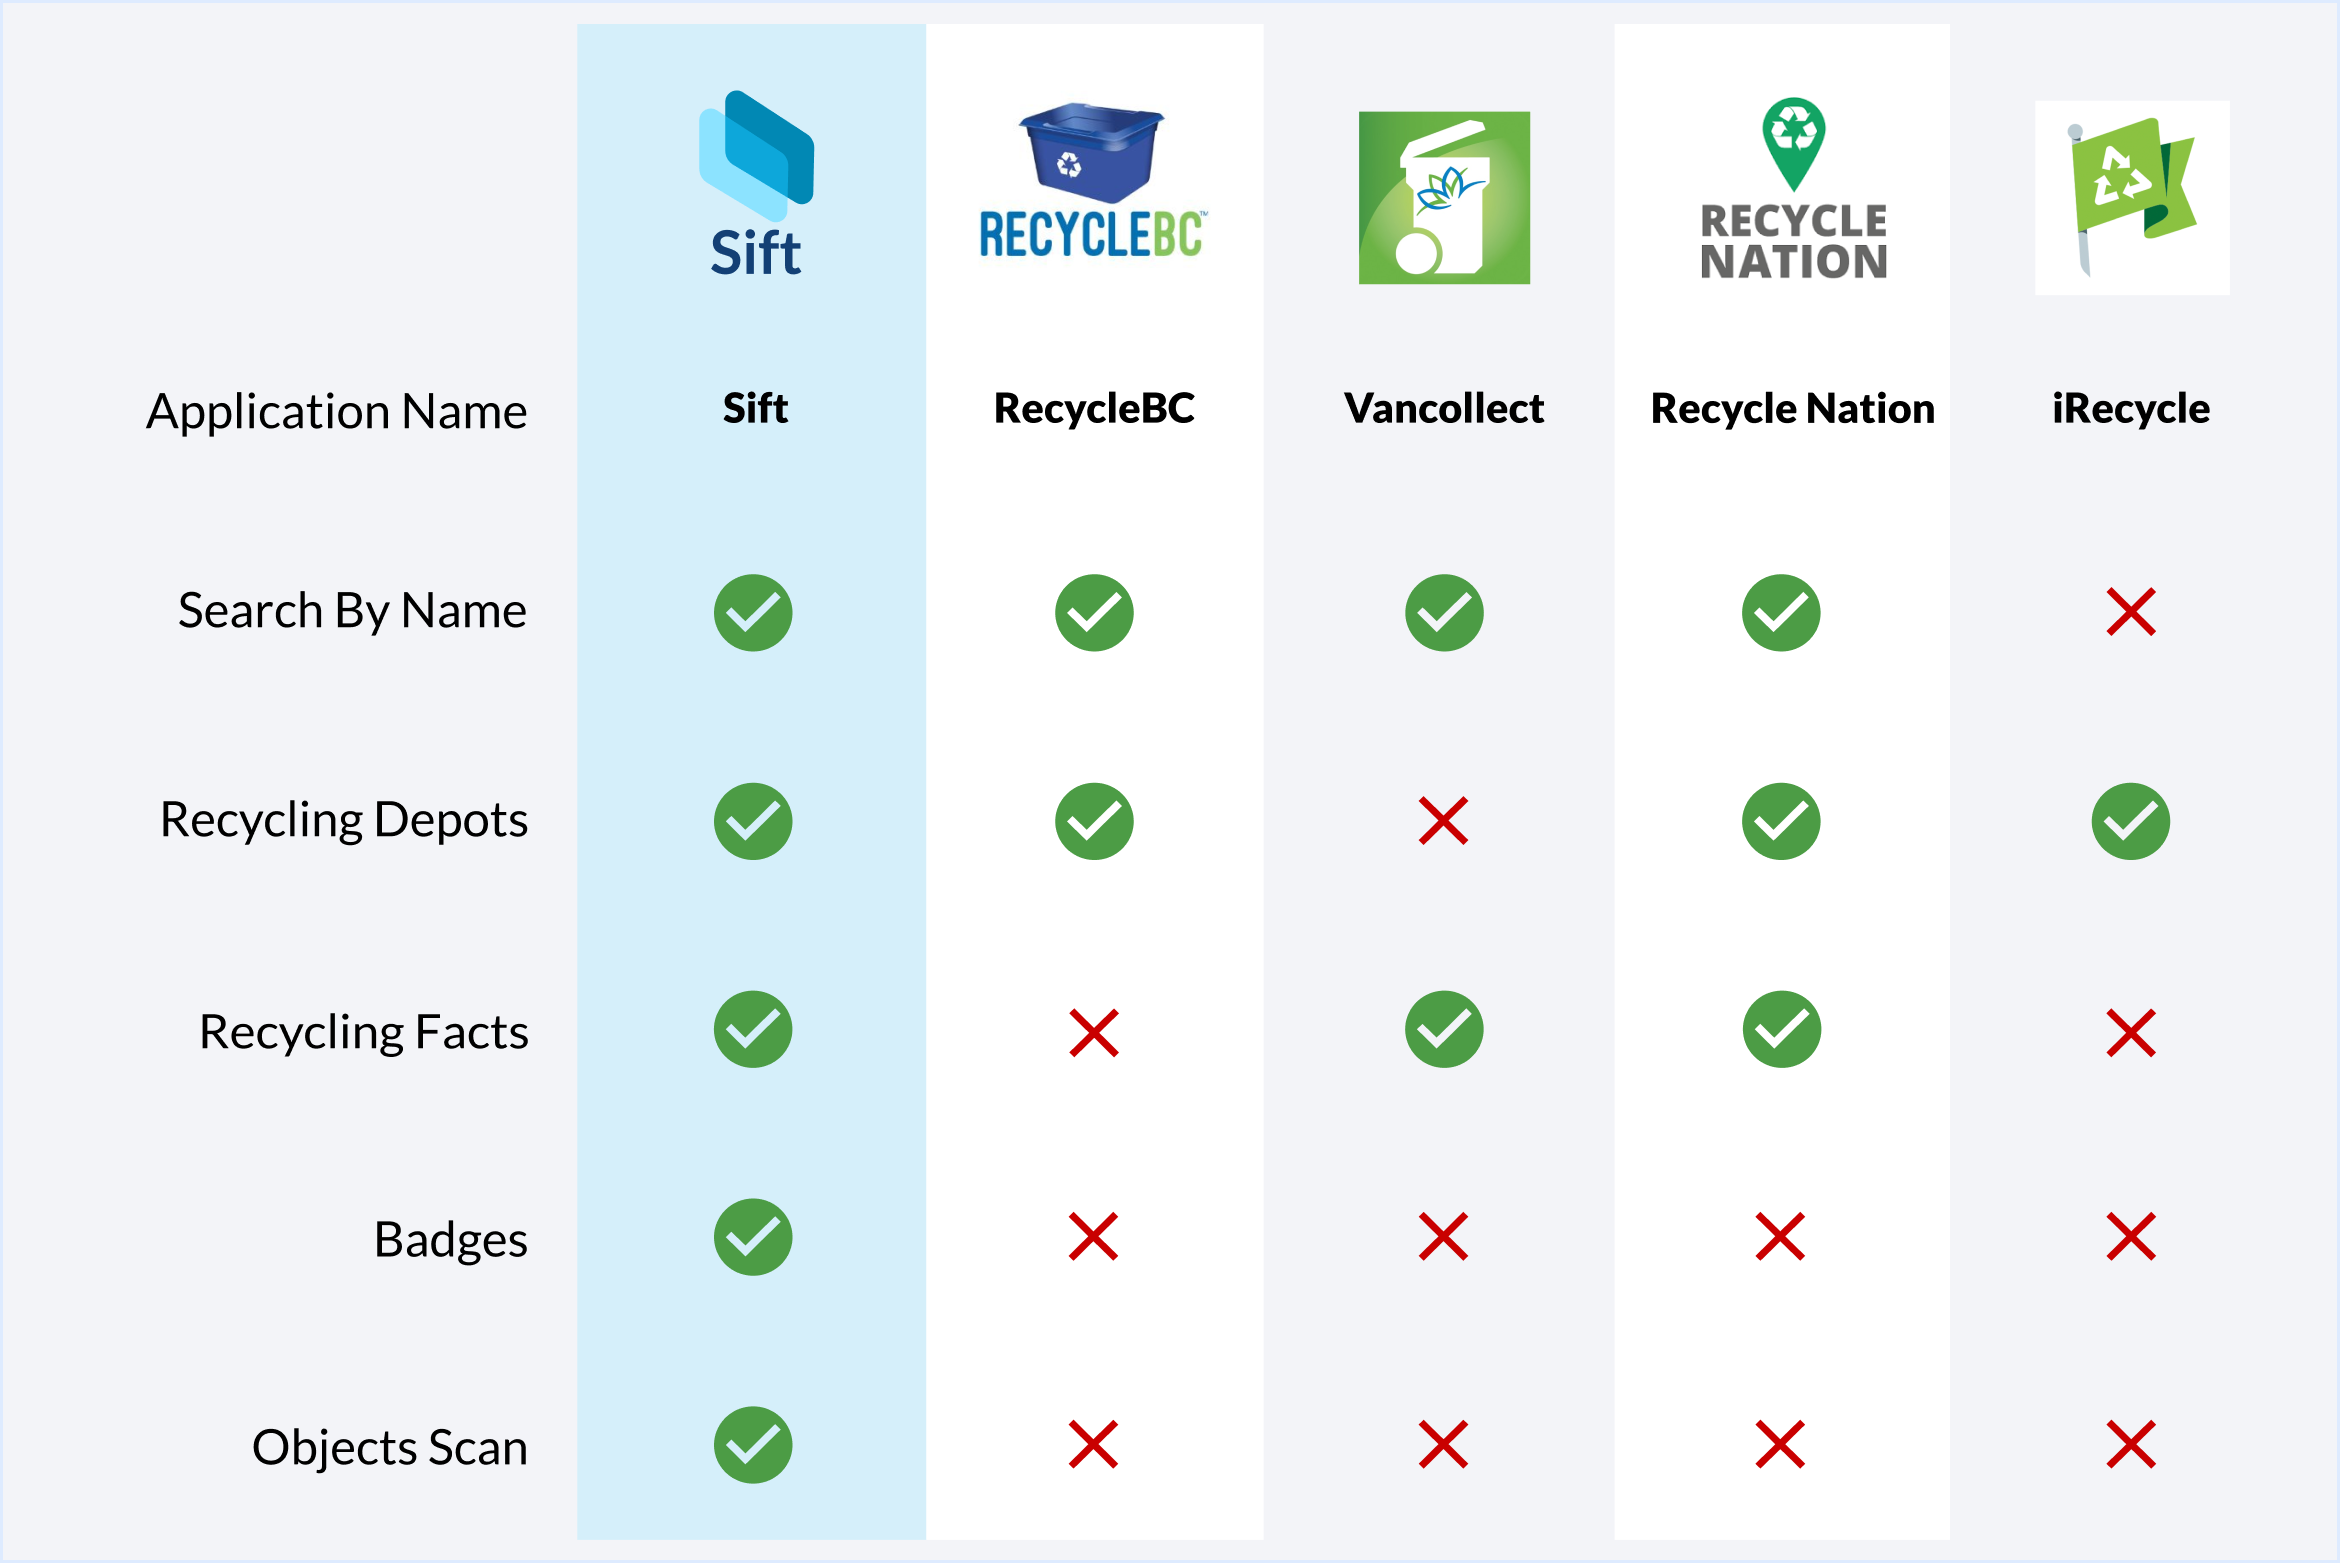 Sift
RECYCLEBC™
RECYCLE
NATION
Application Name
Sift
RecycleBC
Vancollect
Recycle Nation
iRecycle
Search By Name
Recycling Depots
Recycling Facts
Badges
Objects Scan